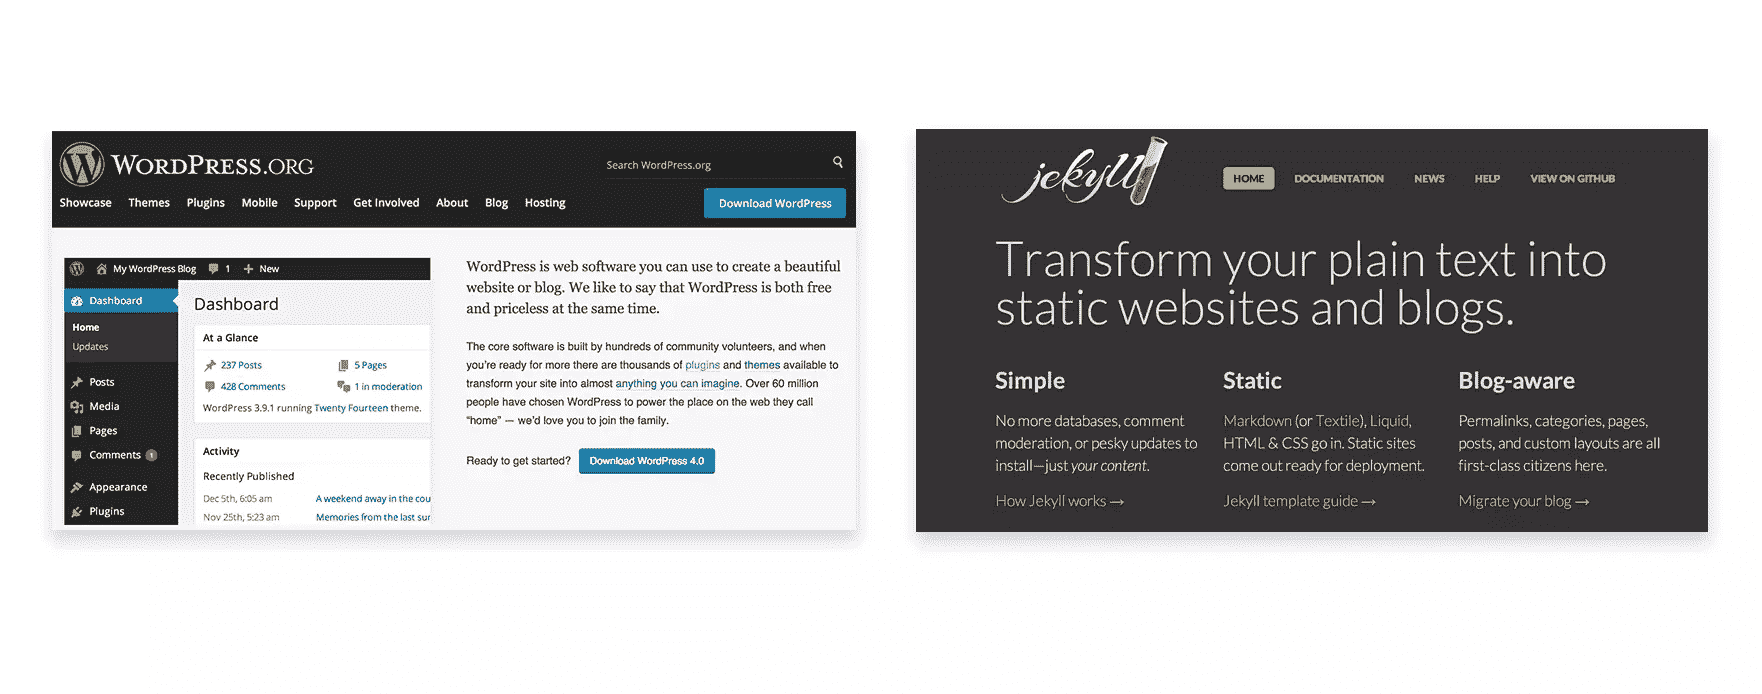 WORDPRESS.ORG
Search WordPress.org
Showcase Themes Plugins Mobile Support Get Involved About Blog Hosting
Download WordPress
My WordPress Blog 1 New
Dashboard
Home
Updates
Posts
Media
Pages
Comments 1
Appearance
Plugins
Dashboard
At a Glance
237 Posts 5 Pages
428 Comments 1 in moderation
WordPress 3.9.1 running Twenty Fourteen theme.
Activity
Recently Published
Dec 5th, 6:05 am A weekend away in the cou
Nov 25th, 5:23 am Memories from the last sur
WordPress is web software you can use to create a beautiful
website or blog. We like to say that WordPress is both free
and priceless at the same time.
The core software is built by hundreds of community volunteers, and when
you're ready for more there are thousands of plugins and themes available to
transform your site into almost anything you can imagine. Over 60 million
people have chosen WordPress to power the place on the web they call
“home” — we'd love you to join the family.
Ready to get started? Download WordPress 4.0
jekyll
HOME DOCUMENTATION NEWS HELP VIEW ON GITHUB
Transform your plain text into
static websites and blogs.
Simple
No more databases, comment
moderation, or pesky updates to
install—just your content.
How Jekyll works →
Static
Markdown (or Textile), Liquid,
HTML & CSS go in. Static sites
come out ready for deployment.
Jekyll template guide →
Blog-aware
Permalinks, categories, pages,
posts, and custom layouts are all
first-class citizens here.
Migrate your blog →